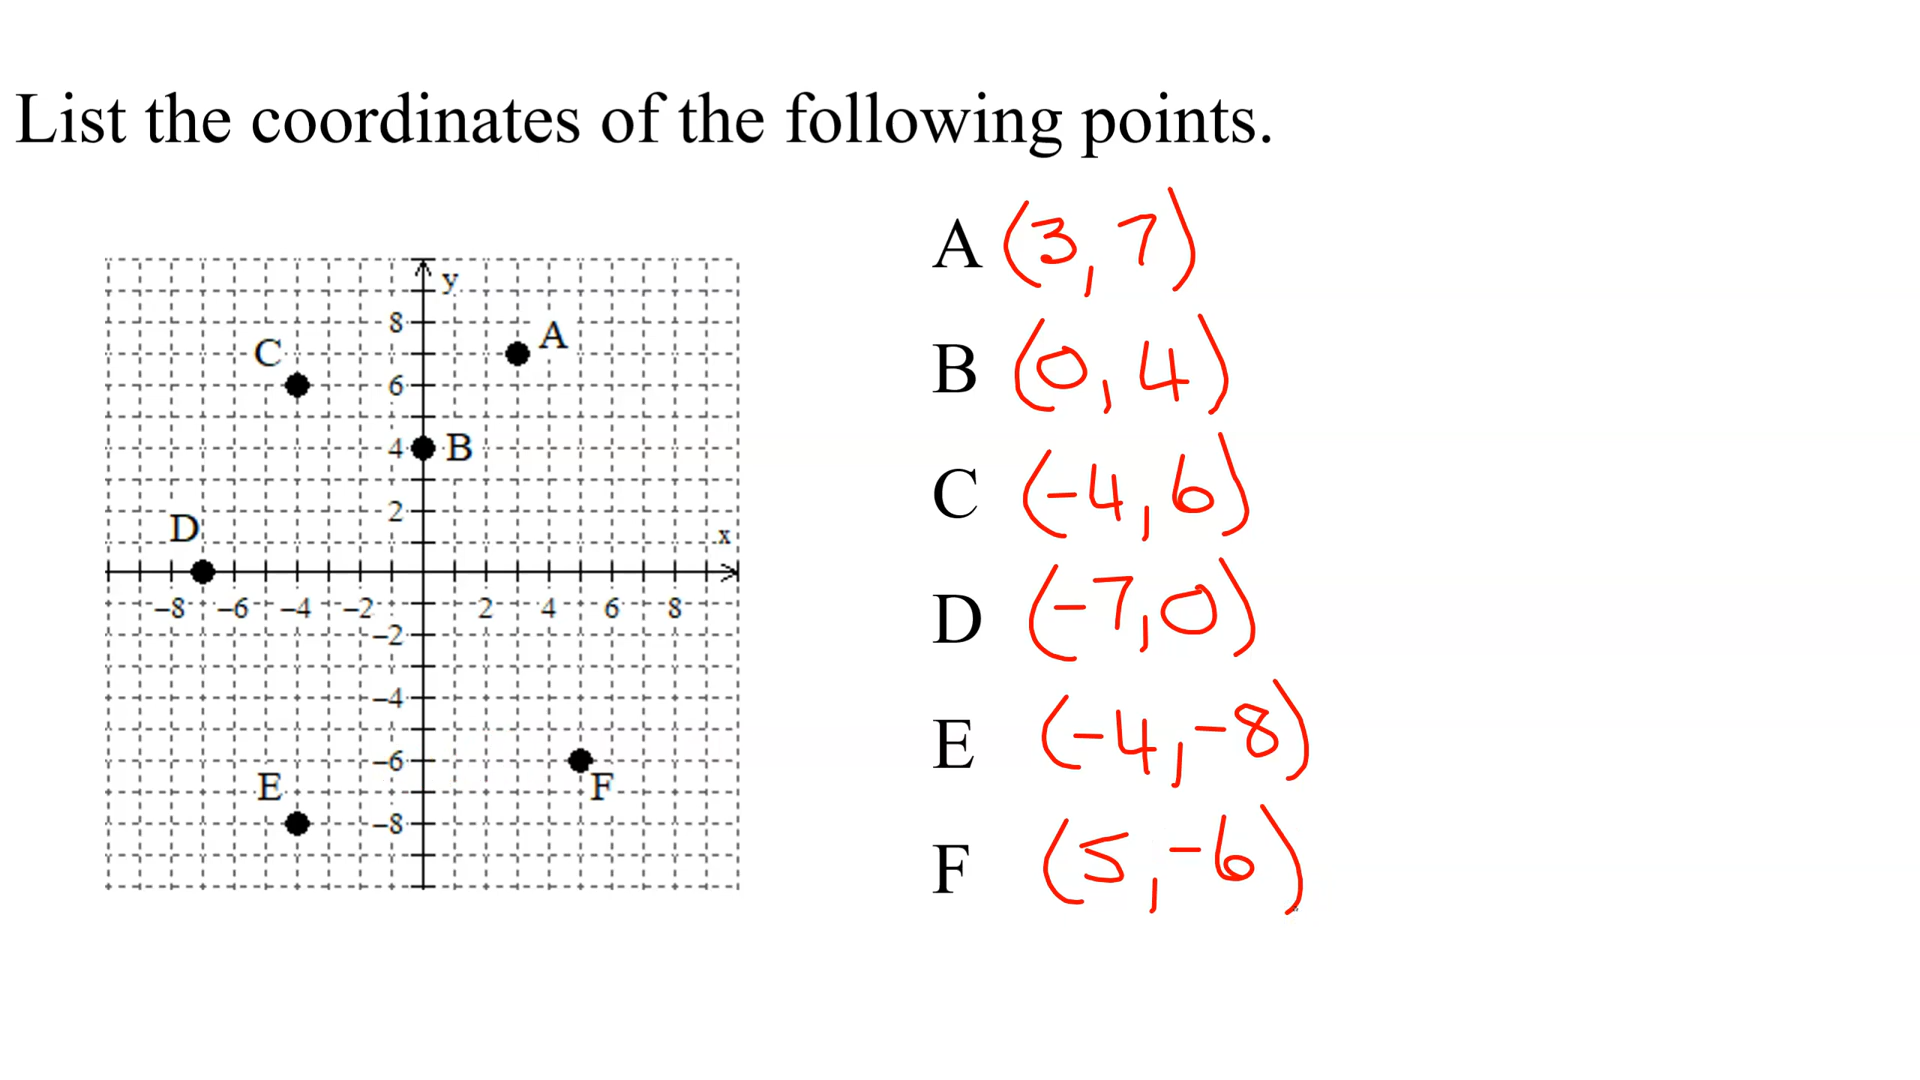 List the coordinates of the following points.
A (3, 7)
B (0, 4)
C (-4, 6)
D (-7, 0)
E (-4, -8)
F (5, -6)
y
8
A
C
6
4 B
2
D
x
–8 –6 –4 –2 2 4 6 8
–2
–4
–6
E F
–8